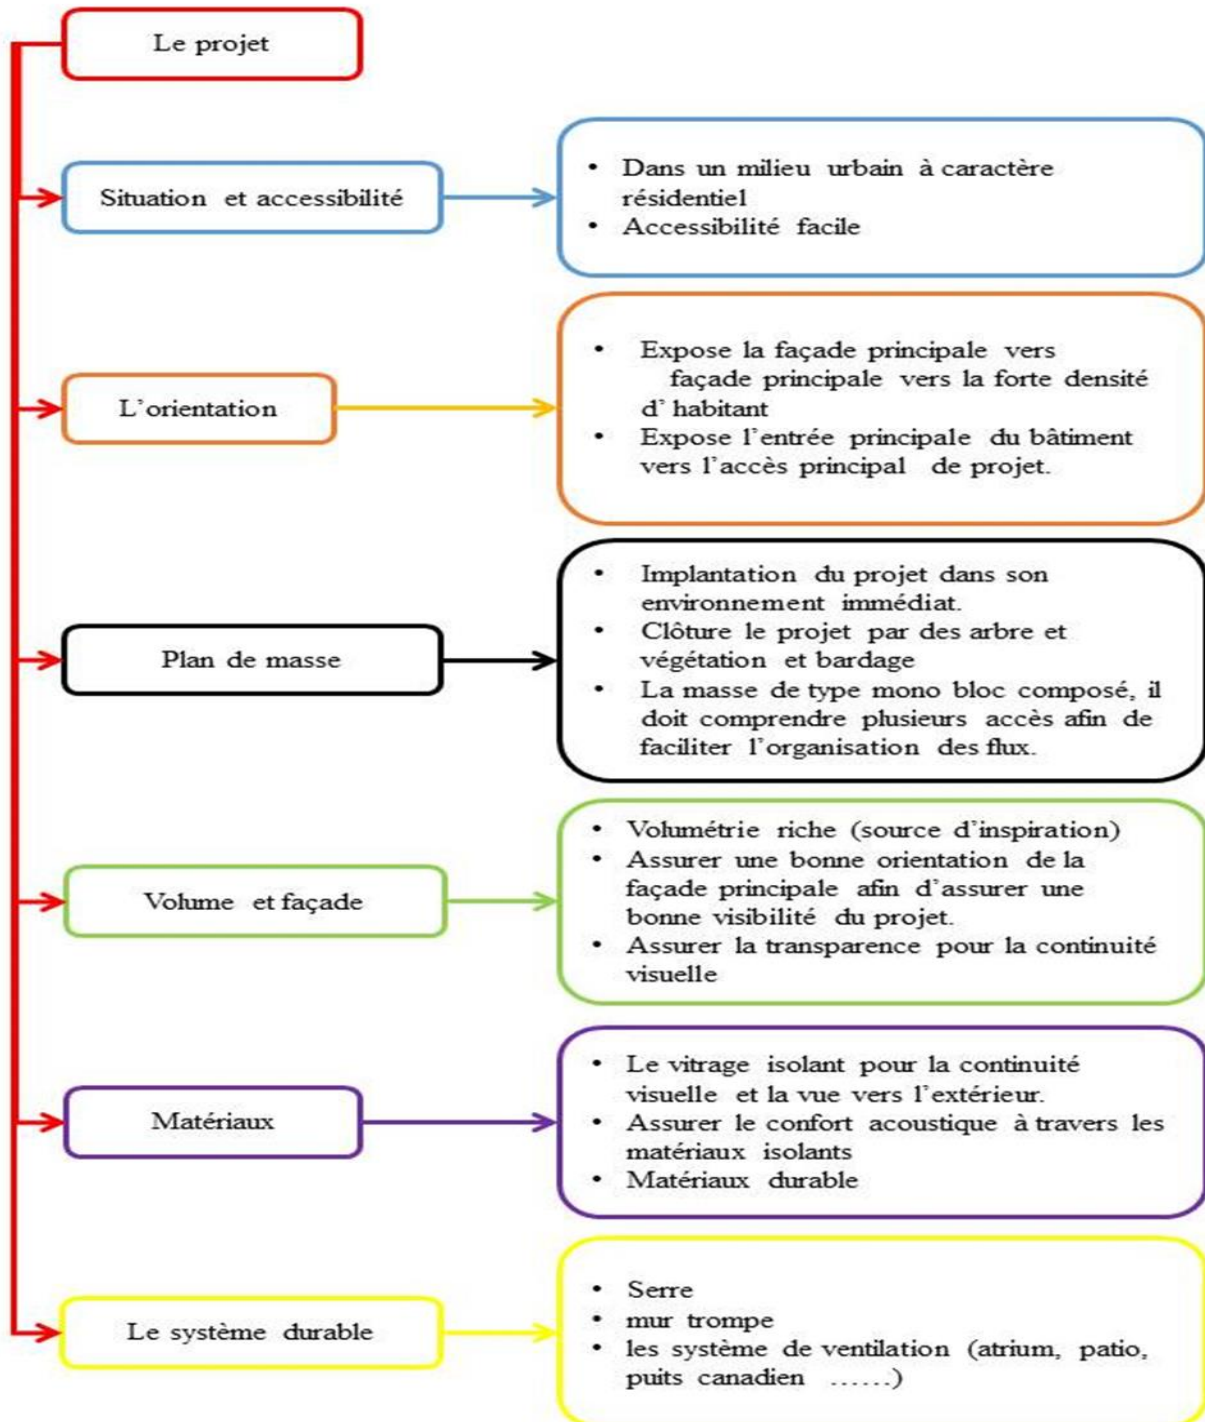 Le projet
Situation et accessibilité
• Dans un milieu urbain à caractère
résidentiel
• Accessibilité facile
L'orientation
• Expose la façade principale vers
façade principale vers la forte densité
d' habitant
• Expose l'entrée principale du bâtiment
vers l'accès principal de projet.
Plan de masse
• Implantation du projet dans son
environnement immédiat.
• Clôture le projet par des arbre et
végétation et bardage
• La masse de type mono bloc composé, il
doit comprendre plusieurs accès afin de
faciliter l'organisation des flux.
Volume et façade
• Volumétrie riche (source d'inspiration)
• Assurer une bonne orientation de la
façade principale afin d'assurer une
bonne visibilité du projet.
• Assurer la transparence pour la continuité
visuelle
Matériaux
• Le vitrage isolant pour la continuité
visuelle et la vue vers l'extérieur.
• Assurer le confort acoustique à travers les
matériaux isolants
• Matériaux durable
Le système durable
• Serre
• mur trompe
• les système de ventilation (atrium, patio,
puits canadien ......)